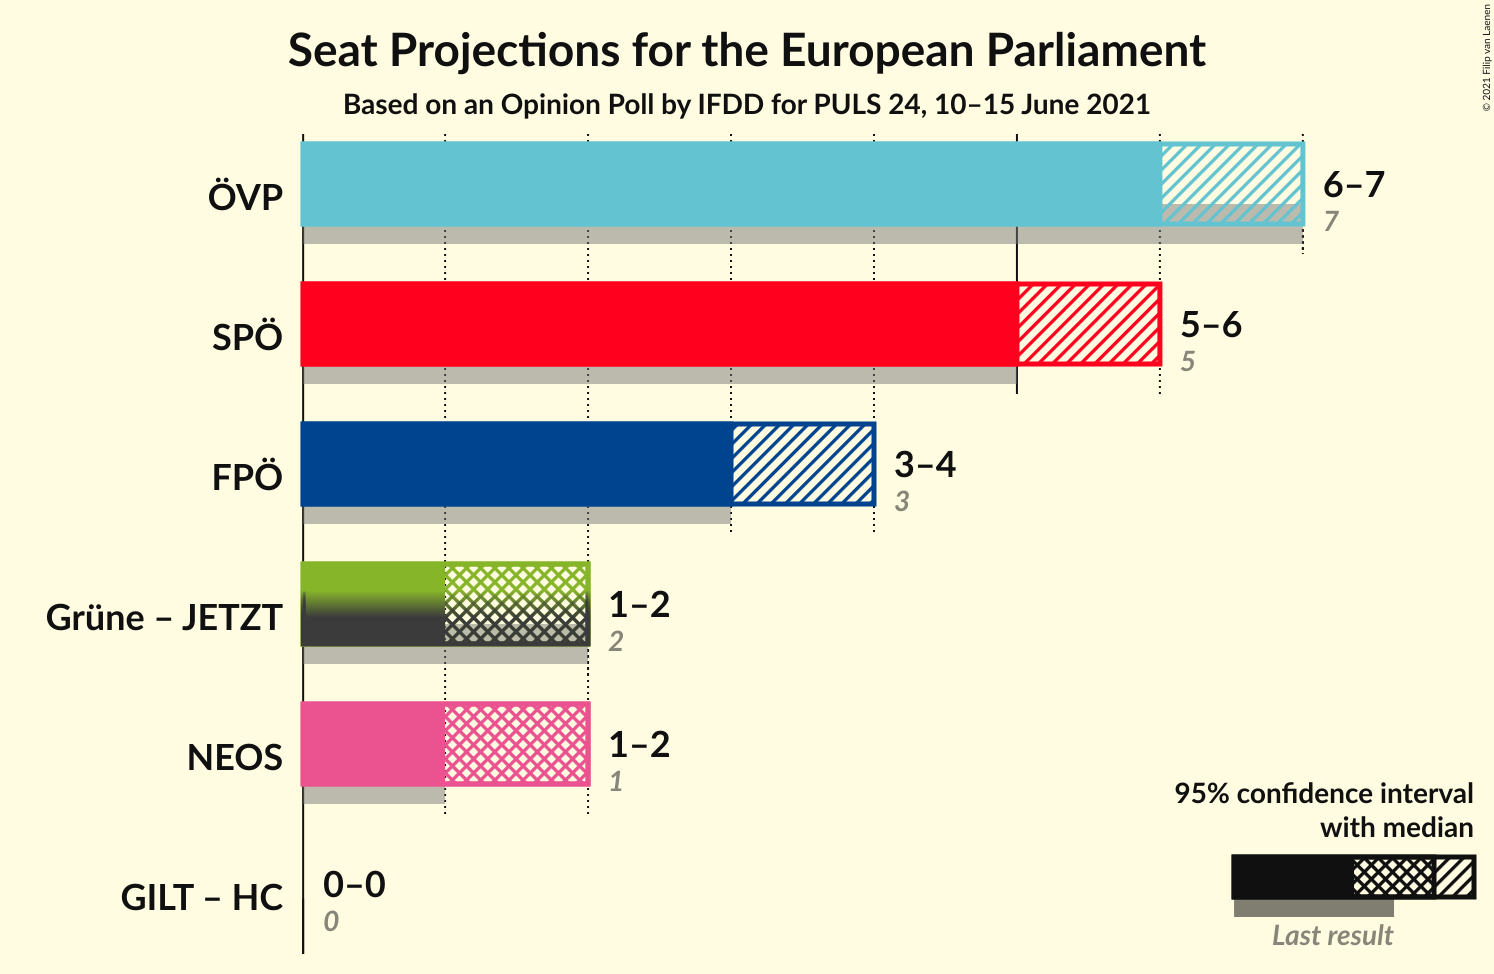 Seat Projections for the European Parliament
Based on an Opinion Poll by IFDD for PULS 24, 10–15 June 2021
© 2021 Filip van Laenen
ÖVP
6–7
7
SPÖ
5–6
5
FPÖ
3–4
3
Grüne – JETZT
1–2
2
NEOS
1–2
1
GILT – HC
0–0
0
95% confidence interval
with median
Last result